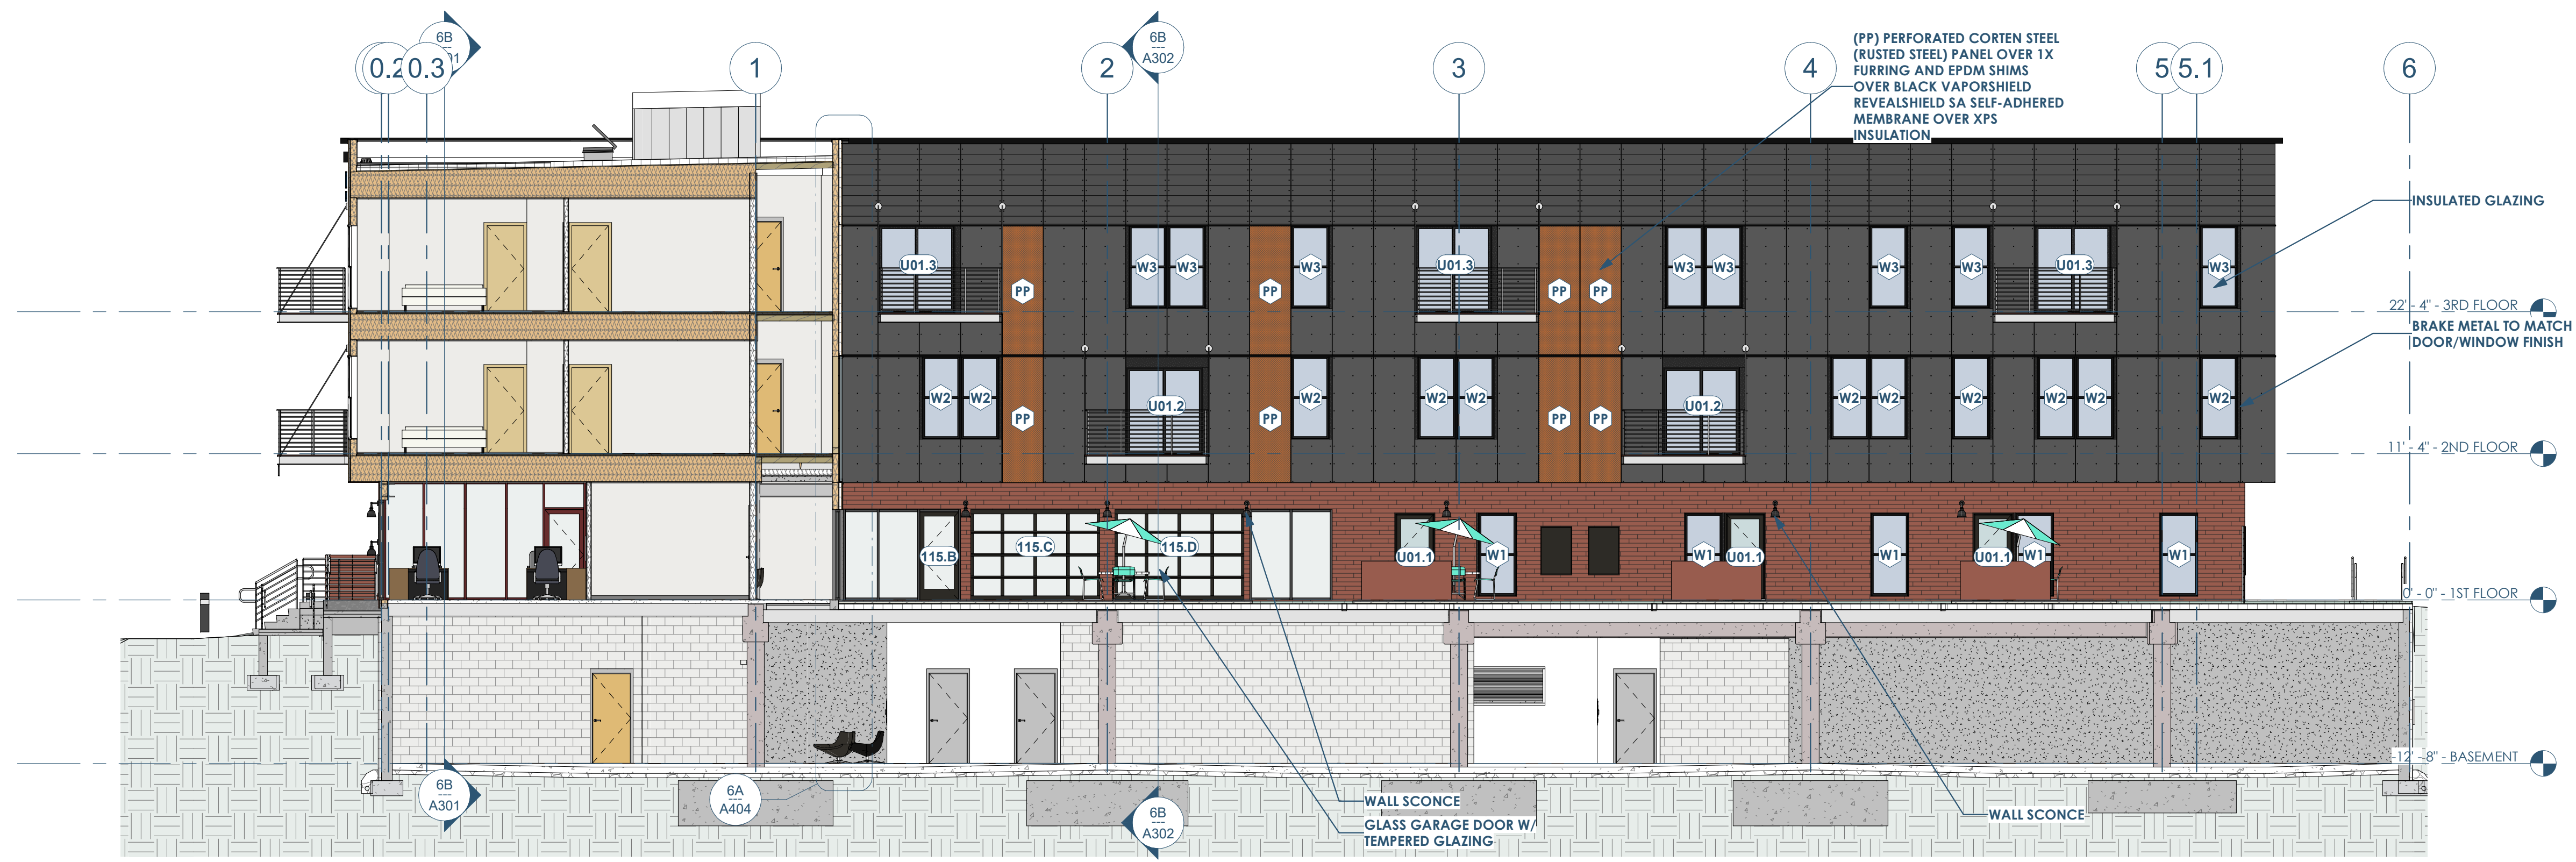 6B
A302
(PP) PERFORATED CORTEN STEEL
(RUSTED STEEL) PANEL OVER 1X
FURRING AND EPDM SHIMS
OVER BLACK VAPORSHIELD
REVEALSHIELD SA SELF-ADHERED
MEMBRANE OVER XPS
INSULATION
6B
0.2 0.3 1 2 3 4 5 5.1 6
INSULATED GLAZING
U01.3 W3 W3 W3 U01.3 W3 W3 W3 W3 U01.3 W3
PP PP PP PP
22' - 4" - 3RD FLOOR
BRAKE METAL TO MATCH
DOOR/WINDOW FINISH
W2 W2 U01.2 W2 W2 W2 U01.2 W2 W2 W2 W2 W2 W2
PP PP PP PP
11' - 4" - 2ND FLOOR
115.B 115.C 115.D U01.1 W1 W1 U01.1 W1 U01.1 W1 W1
0' - 0" - 1ST FLOOR
-12' - 8" - BASEMENT
6B
A301
6A
A404
6B
A302
WALL SCONCE
GLASS GARAGE DOOR W/
TEMPERED GLAZING
WALL SCONCE